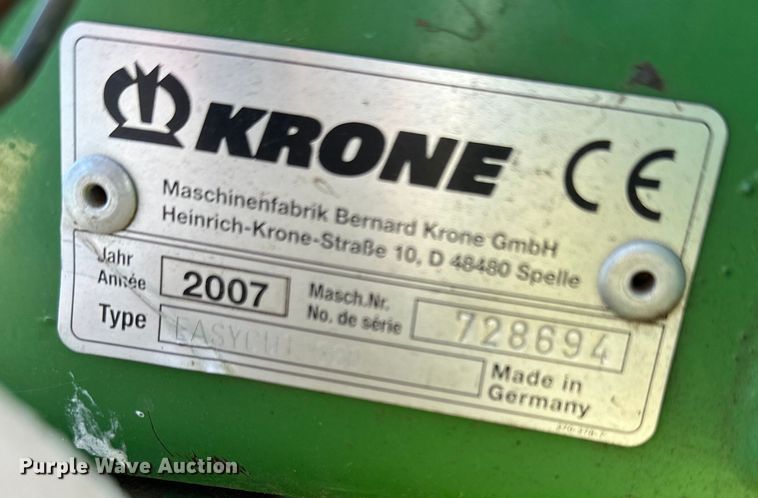 KRONE CE
Maschinenfabrik Bernard Krone GmbH
Heinrich-Krone-Straße 10, D 48480 Spelle
Jahr
Année 2007
Masch.Nr.
No. de série 728694
Type EASYCUT
Made in
Germany
Purple Wave Auction